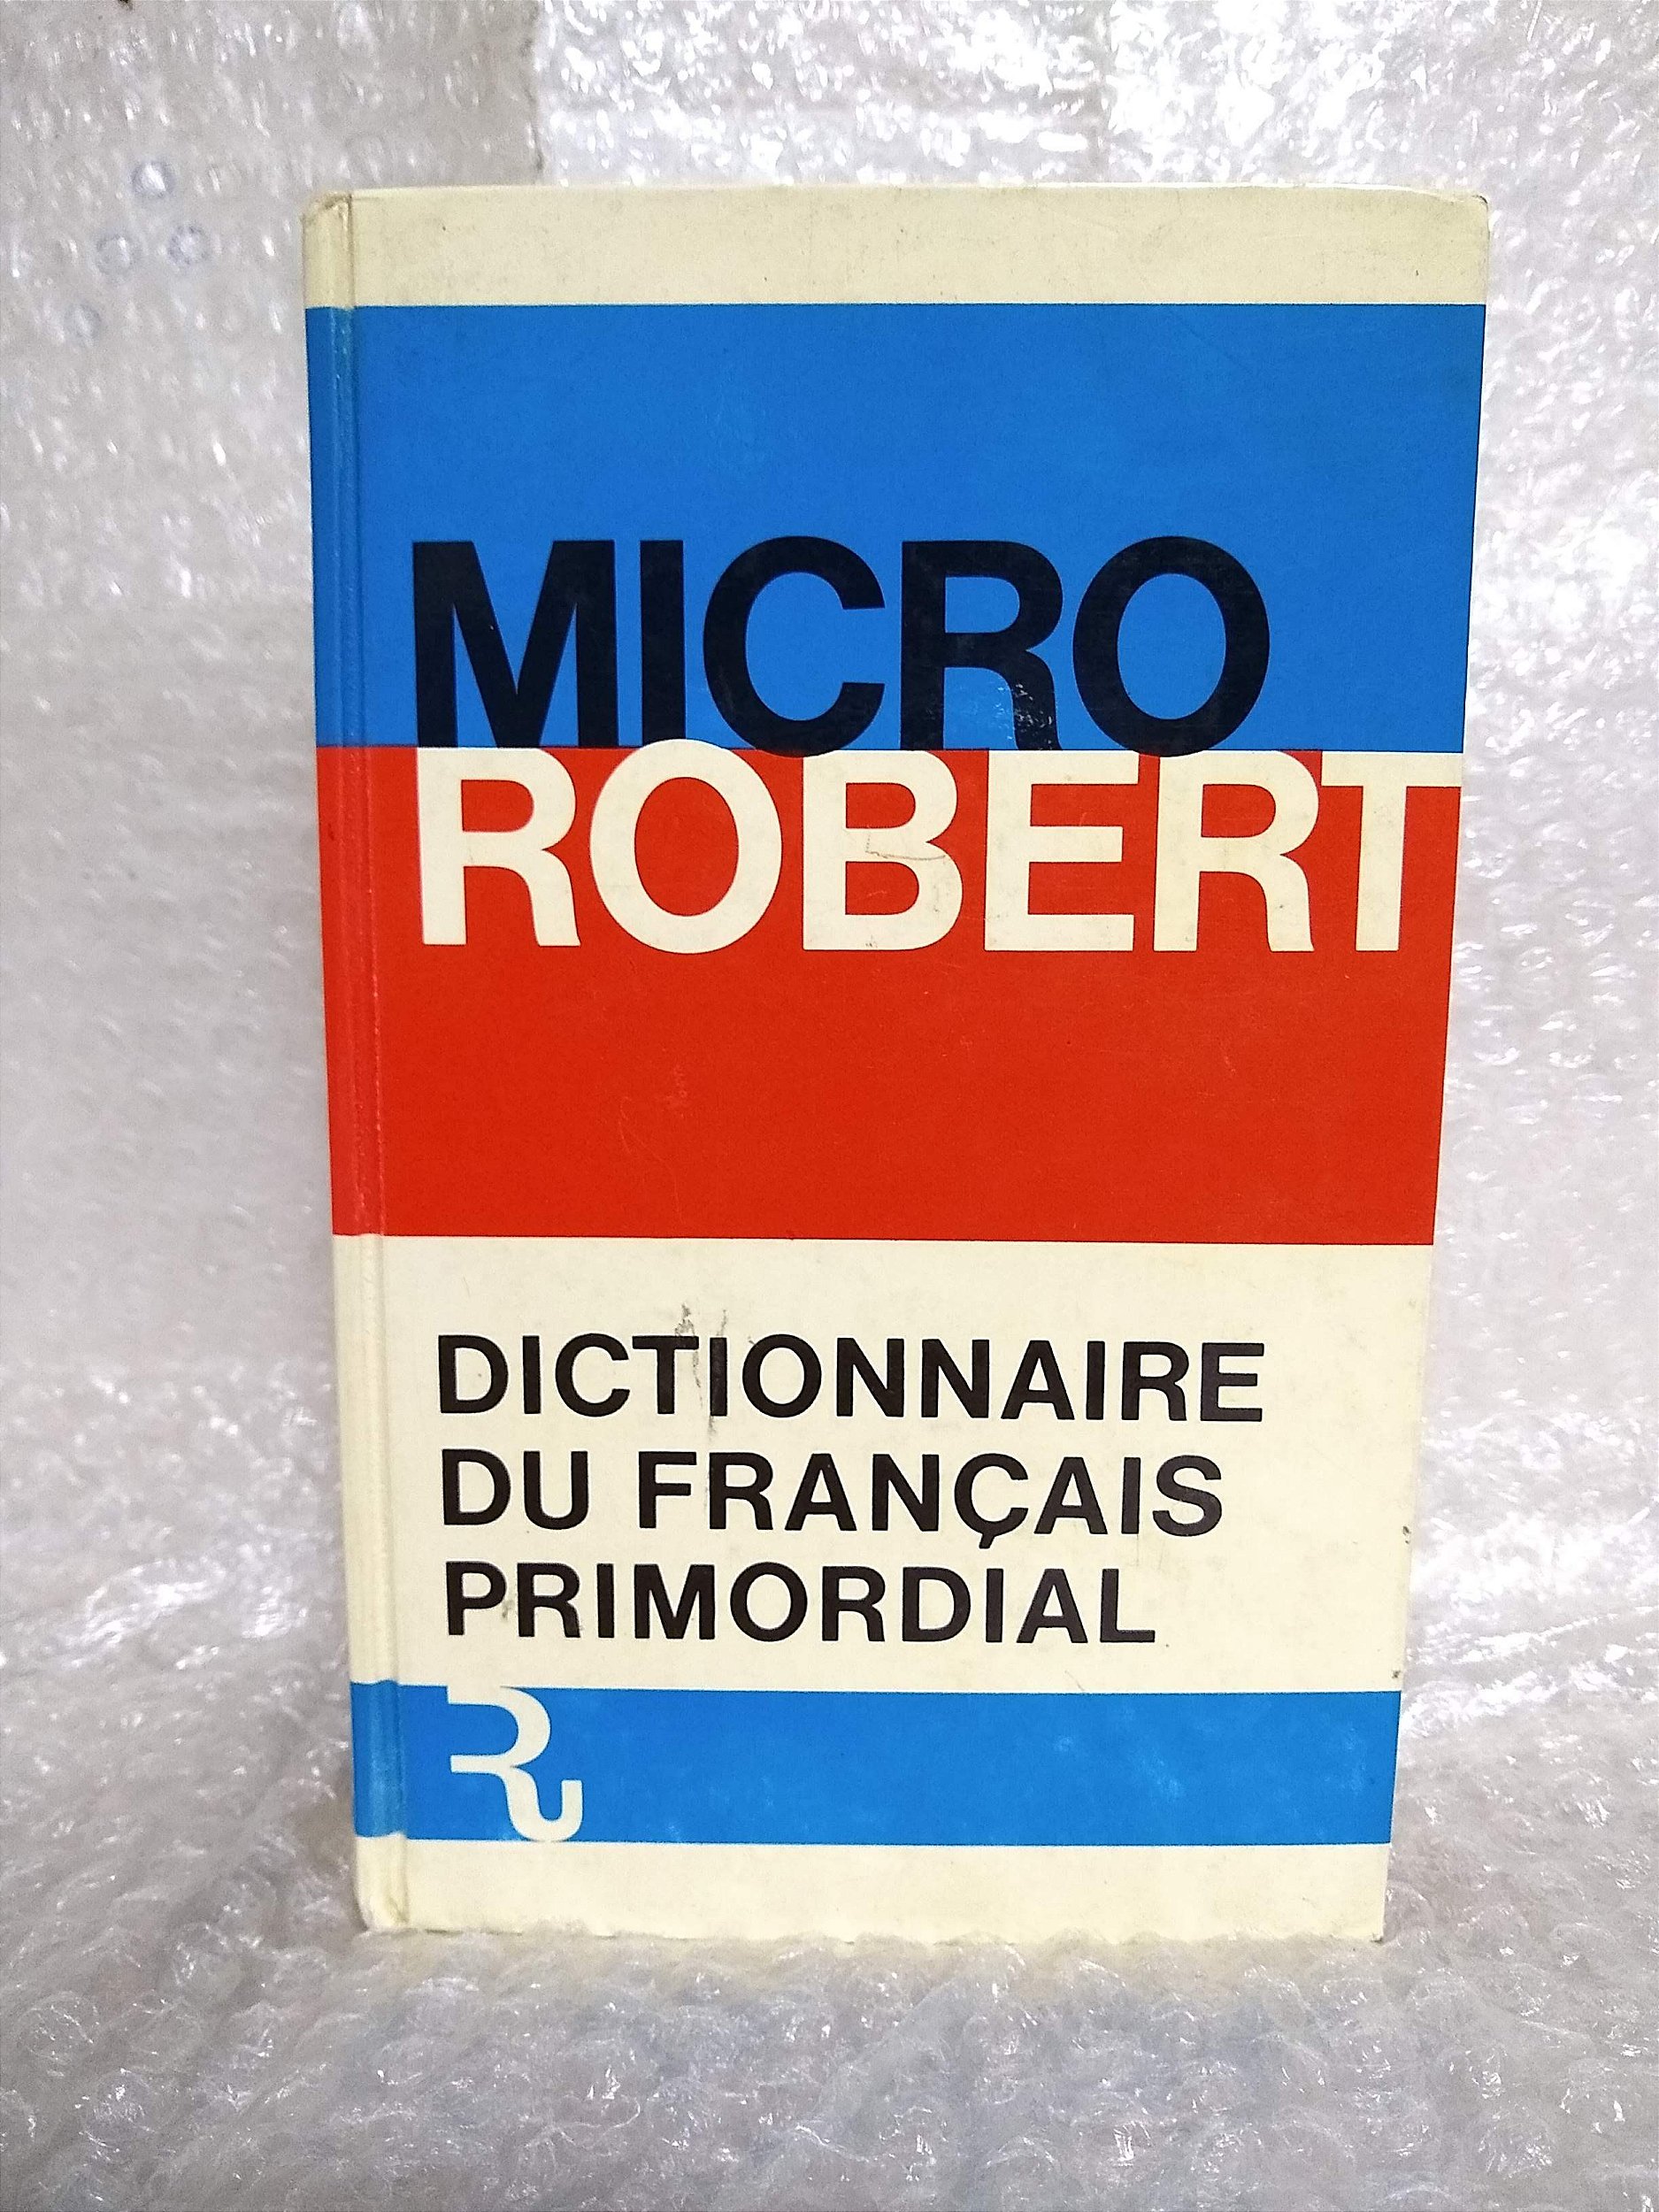 MICRO
ROBERT
DICTIONNAIRE
DU FRANÇAIS
PRIMORDIAL
R